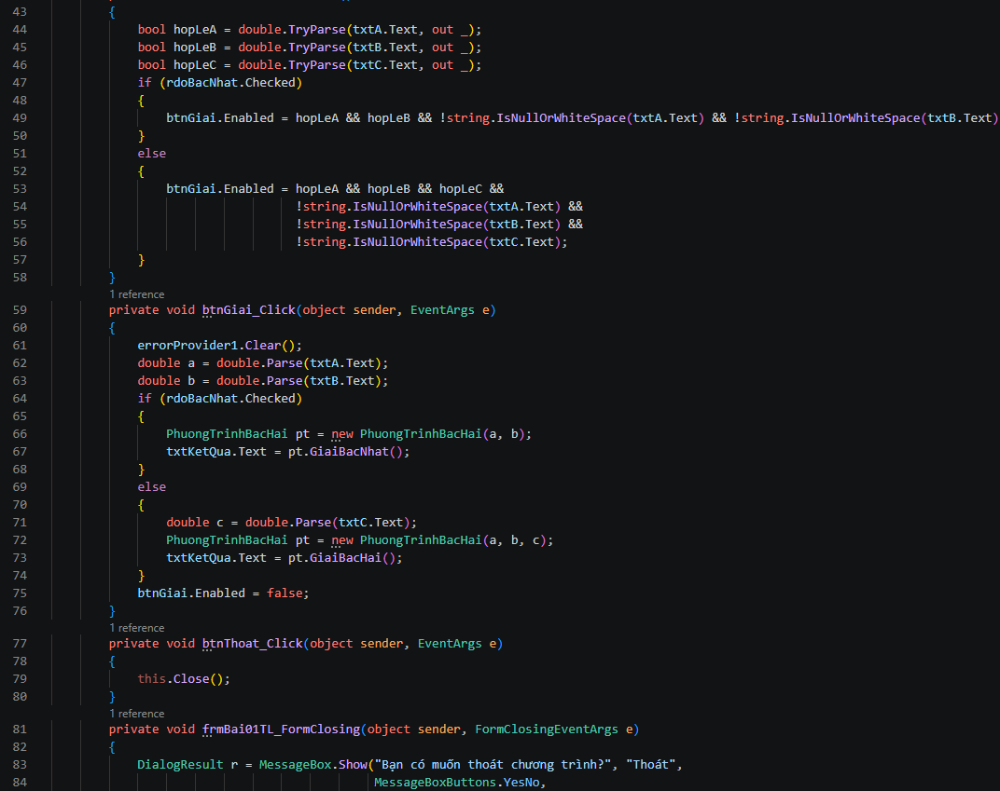 43 {
44 bool hopLeA = double.TryParse(txtA.Text, out _);
45 bool hopLeB = double.TryParse(txtB.Text, out _);
46 bool hopLeC = double.TryParse(txtC.Text, out _);
47 if (rdoBacNhat.Checked)
48 {
49 btnGiai.Enabled = hopLeA && hopLeB && !string.IsNullOrWhiteSpace(txtA.Text) && !string.IsNullOrWhiteSpace(txtB.Text)
50 }
51 else
52 {
53 btnGiai.Enabled = hopLeA && hopLeB && hopLeC &&
54 !string.IsNullOrWhiteSpace(txtA.Text) &&
55 !string.IsNullOrWhiteSpace(txtB.Text) &&
56 !string.IsNullOrWhiteSpace(txtC.Text);
57 }
58 }
1 reference
59 private void btnGiai_Click(object sender, EventArgs e)
60 {
61 errorProvider1.Clear();
62 double a = double.Parse(txtA.Text);
63 double b = double.Parse(txtB.Text);
64 if (rdoBacNhat.Checked)
65 {
66 PhuongTrinhBacHai pt = new PhuongTrinhBacHai(a, b);
67 txtKetQua.Text = pt.GiaiBacNhat();
68 }
69 else
70 {
71 double c = double.Parse(txtC.Text);
72 PhuongTrinhBacHai pt = new PhuongTrinhBacHai(a, b, c);
73 txtKetQua.Text = pt.GiaiBacHai();
74 }
75 btnGiai.Enabled = false;
76 }
1 reference
77 private void btnThoat_Click(object sender, EventArgs e)
78 {
79 this.Close();
80 }
1 reference
81 private void frmBai01TL_FormClosing(object sender, FormClosingEventArgs e)
82 {
83 DialogResult r = MessageBox.Show("Bạn có muốn thoát chương trình?", "Thoát",
84 MessageBoxButtons.YesNo,